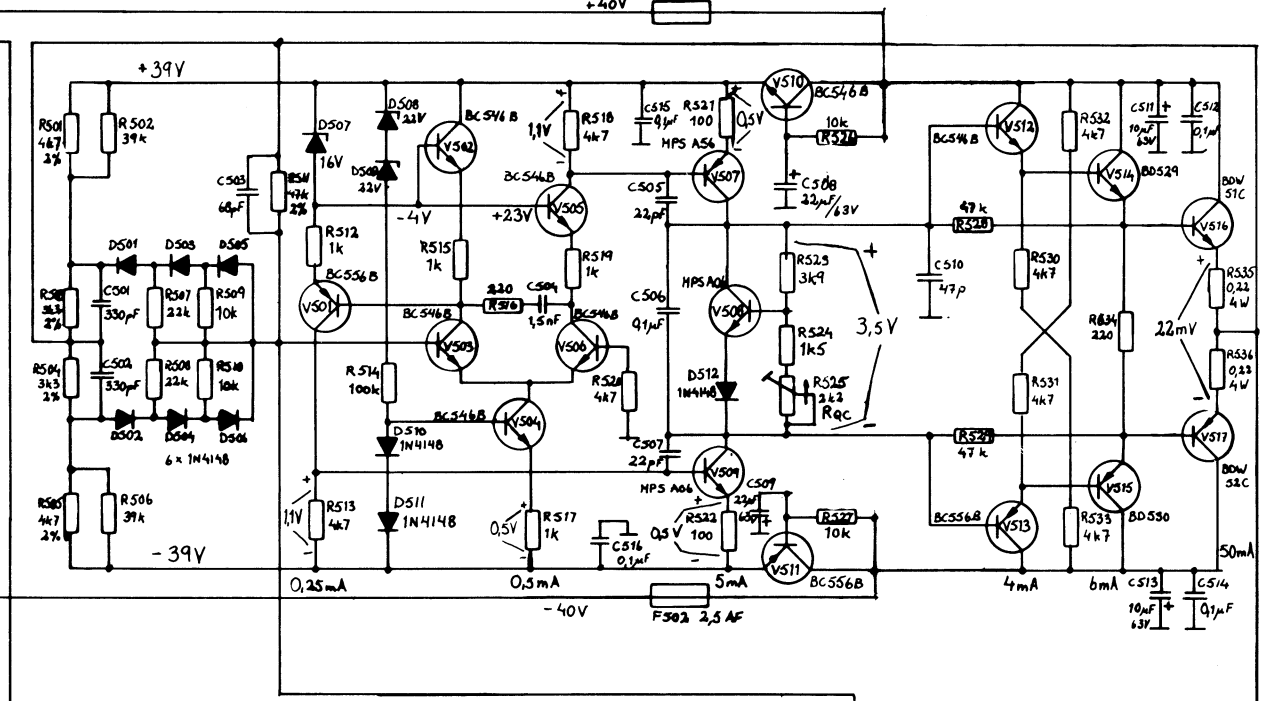 +40V
+39V
R501
4k7
2%
R502
39k
D507
16V
D508
22V
D509
22V
BC546B
V502
1,1V
+
-
R518
4k7
C515
0,1µF
R521
100
+
0,5V
-
V510
BC546B
10k
R526
C508
22µF
/63V
+
MPS A56
V507
BC546B
V512
R532
4k7
C511
10µF
63V
+
C512
0,1µF
V514
BD529
BDW
51C
V516
C503
68pF
47k
2%
-4V
+23V
BC546B
V505
C505
22pF
47k
R528
R512
1k
R515
1k
R519
1k
D501
D503
D505
BC556B
V501
C501
330pF
R507
22k
R509
10k
2%
220
R516
C504
1,5nF
BC546B
V503
BC546B
V506
C506
0,1µF
MPS A06
V508
R523
3k9
+
3,5V
-
R524
1k5
R525
2k2
RQC
C510
47p
R530
4k7
R531
4k7
R534
220
+
22mV
-
R535
0,22
4W
R536
0,22
4W
R504
3k3
2%
C502
330pF
R508
22k
R510
10k
R514
100k
R520
4k7
D512
1N4148
D502
D504
D506
6 x 1N4148
BC546B
V504
D510
1N4148
D511
1N4148
C507
22pF
R529
47k
V517
BDW
52C
MPS A06
V509
C509
22µF
63V
+
R505
4k7
2%
R506
39k
+
1,1V
-
R513
4k7
+
0,5V
-
R517
1k
C516
0,1µF
+
0,5V
-
R522
100
R527
10k
V511
BC556B
BC556B
V513
V515
BD530
R533
4k7
-39V
0,25mA
0,5mA
5mA
4mA
6mA
50mA
-40V
F502 2,5AF
C513
10µF
63V
+
C514
0,1µF